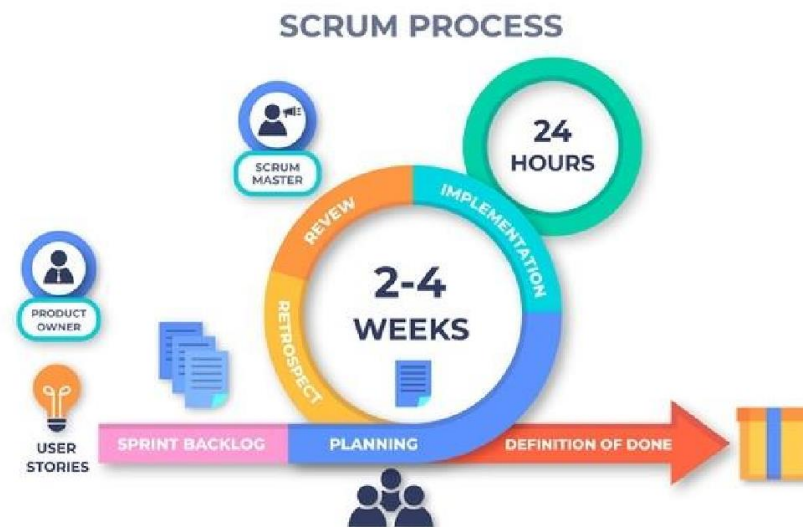 SCRUM PROCESS
24
HOURS
SCRUM
MASTER
REVIEW
IMPLEMENTATION
2-4
WEEKS
RETROSPECT
PRODUCT
OWNER
USER
STORIES
SPRINT BACKLOG
PLANNING
DEFINITION OF DONE